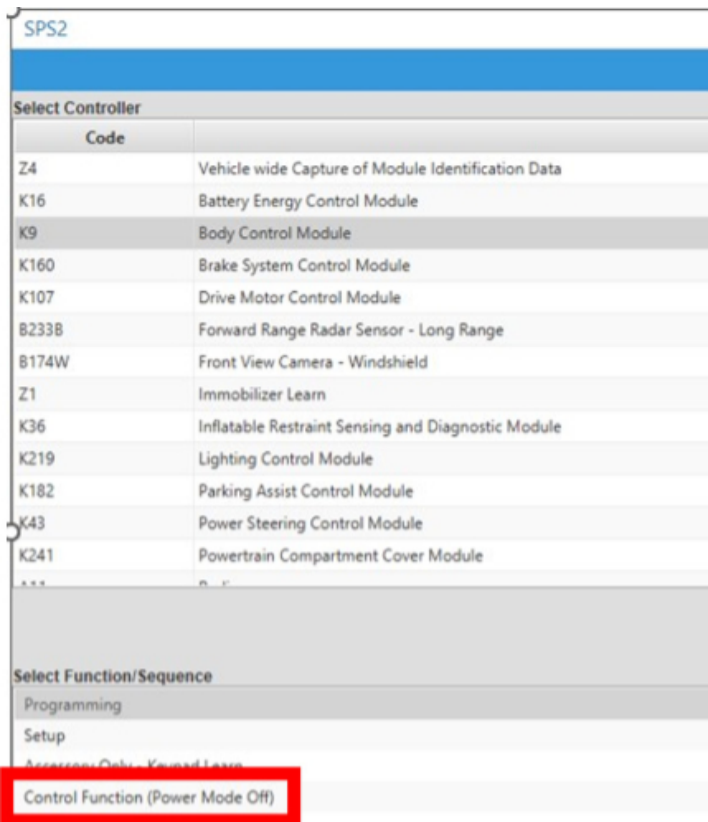 SPS2
Select Controller
Code
Z4 Vehicle wide Capture of Module Identification Data
K16 Battery Energy Control Module
K9 Body Control Module
K160 Brake System Control Module
K107 Drive Motor Control Module
B233B Forward Range Radar Sensor - Long Range
B174W Front View Camera - Windshield
Z1 Immobilizer Learn
K36 Inflatable Restraint Sensing and Diagnostic Module
K219 Lighting Control Module
K182 Parking Assist Control Module
K43 Power Steering Control Module
K241 Powertrain Compartment Cover Module
Select Function/Sequence
Programming
Setup
Accessory Only - Keypad Learn
Control Function (Power Mode Off)